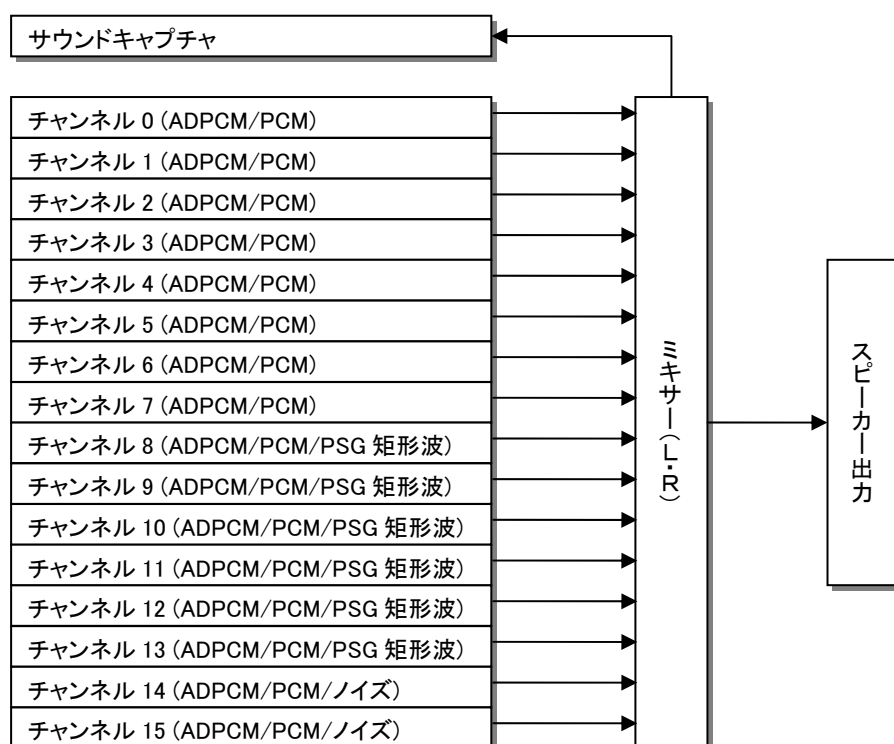 サウンドキャプチャ
チャンネル 0 (ADPCM/PCM)
チャンネル 1 (ADPCM/PCM)
チャンネル 2 (ADPCM/PCM)
チャンネル 3 (ADPCM/PCM)
チャンネル 4 (ADPCM/PCM)
チャンネル 5 (ADPCM/PCM)
チャンネル 6 (ADPCM/PCM)
チャンネル 7 (ADPCM/PCM)
チャンネル 8 (ADPCM/PCM/PSG 矩形波)
チャンネル 9 (ADPCM/PCM/PSG 矩形波)
チャンネル 10 (ADPCM/PCM/PSG 矩形波)
チャンネル 11 (ADPCM/PCM/PSG 矩形波)
チャンネル 12 (ADPCM/PCM/PSG 矩形波)
チャンネル 13 (ADPCM/PCM/PSG 矩形波)
チャンネル 14 (ADPCM/PCM/ノイズ)
チャンネル 15 (ADPCM/PCM/ノイズ)
ミキサー(L・R)
スピーカー出力